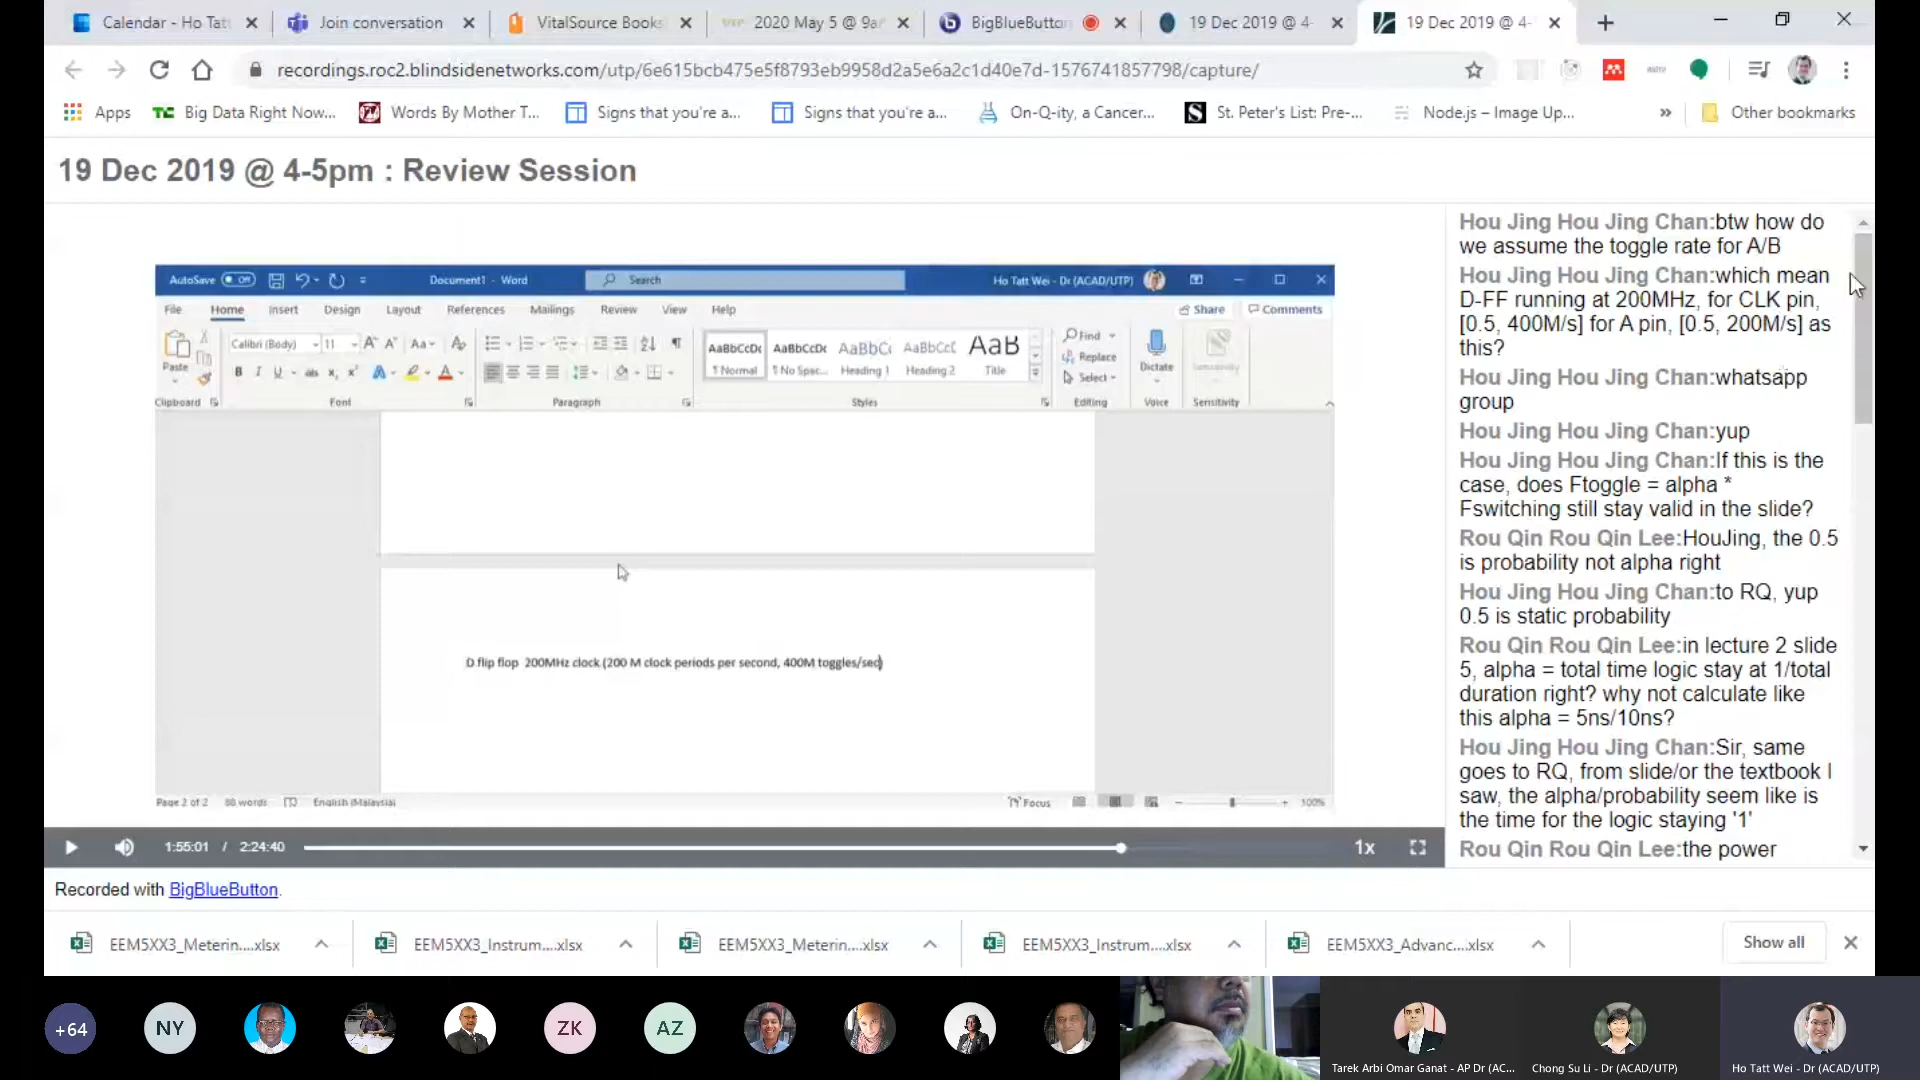 Calendar - Ho Tat
Join conversation
VitalSource Books
2020 May 5 @ 9a
BigBlueButton
19 Dec 2019 @ 4-
19 Dec 2019 @ 4-
recordings.roc2.blindsidenetworks.com/utp/6e615bcb475e5f8793eb9958d2a5e6a2c1d40e7d-1576741857798/capture/
Apps
Big Data Right Now...
Words By Mother T...
Signs that you're a...
Signs that you're a...
On-Q-ity, a Cancer...
St. Peter's List: Pre-...
Node.js – Image Up...
»
Other bookmarks
19 Dec 2019 @ 4-5pm : Review Session
AutoSave Off
Document1 - Word
Search
Ho Tatt Wei - Dr (ACAD/UTP)
File Home Insert Design Layout References Mailings Review View Help
Share
Comments
Paste
Calibri (Body) 11
AaBbCcDc AaBbCcDc AaBbCc AaBbCcD AaB
¶ Normal ¶ No Spac... Heading 1 Heading 2 Title
Find
Replace
Select
Dictate
Sensitivity
Clipboard Font Paragraph Styles Editing Voice Sensitivity
D flip flop 200MHz clock (200 M clock periods per second, 400M toggles/sec)
Page 2 of 2 88 words English (Malaysia)
Focus
100%
1:55:01 / 2:24:40
1x
Hou Jing Hou Jing Chan:btw how do
we assume the toggle rate for A/B
Hou Jing Hou Jing Chan:which mean
D-FF running at 200MHz, for CLK pin,
[0.5, 400M/s] for A pin, [0.5, 200M/s] as
this?
Hou Jing Hou Jing Chan:whatsapp
group
Hou Jing Hou Jing Chan:yup
Hou Jing Hou Jing Chan:If this is the
case, does Ftoggle = alpha *
Fswitching still stay valid in the slide?
Rou Qin Rou Qin Lee:HouJing, the 0.5
is probability not alpha right
Hou Jing Hou Jing Chan:to RQ, yup
0.5 is static probability
Rou Qin Rou Qin Lee:in lecture 2 slide
5, alpha = total time logic stay at 1/total
duration right? why not calculate like
this alpha = 5ns/10ns?
Hou Jing Hou Jing Chan:Sir, same
goes to RQ, from slide/or the textbook I
saw, the alpha/probability seem like is
the time for the logic staying '1'
Rou Qin Rou Qin Lee:the power
Recorded with BigBlueButton.
EEM5XX3_Meterin....xlsx
EEM5XX3_Instrum....xlsx
EEM5XX3_Meterin....xlsx
EEM5XX3_Instrum....xlsx
EEM5XX3_Advanc....xlsx
Show all
+64
NY
ZK
AZ
Tarek Arbi Omar Ganat - AP Dr (AC...
Chong Su Li - Dr (ACAD/UTP)
Ho Tatt Wei - Dr (ACAD/UTP)